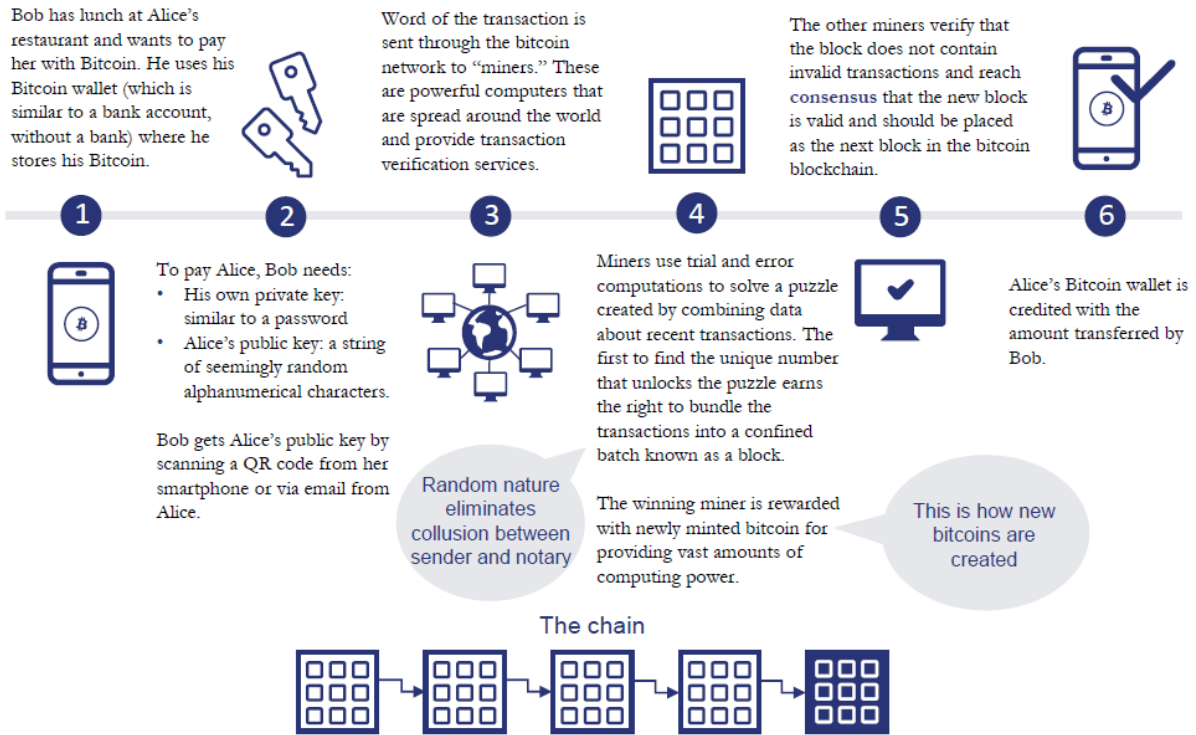 Bob has lunch at Alice's
restaurant and wants to pay
her with Bitcoin. He uses his
Bitcoin wallet (which is
similar to a bank account,
without a bank) where he
stores his Bitcoin.
Word of the transaction is
sent through the bitcoin
network to “miners.” These
are powerful computers that
are spread around the world
and provide transaction
verification services.
The other miners verify that
the block does not contain
invalid transactions and reach
consensus that the new block
is valid and should be placed
as the next block in the bitcoin
blockchain.
1
2
3
4
5
6
To pay Alice, Bob needs:
• His own private key:
similar to a password
• Alice's public key: a string
of seemingly random
alphanumerical characters.
Bob gets Alice's public key by
scanning a QR code from her
smartphone or via email from
Alice.
Random nature
eliminates
collusion between
sender and notary
Miners use trial and error
computations to solve a puzzle
created by combining data
about recent transactions. The
first to find the unique number
that unlocks the puzzle earns
the right to bundle the
transactions into a confined
batch known as a block.
The winning miner is rewarded
with newly minted bitcoin for
providing vast amounts of
computing power.
This is how new
bitcoins are
created
Alice's Bitcoin wallet is
credited with the
amount transferred by
Bob.
The chain